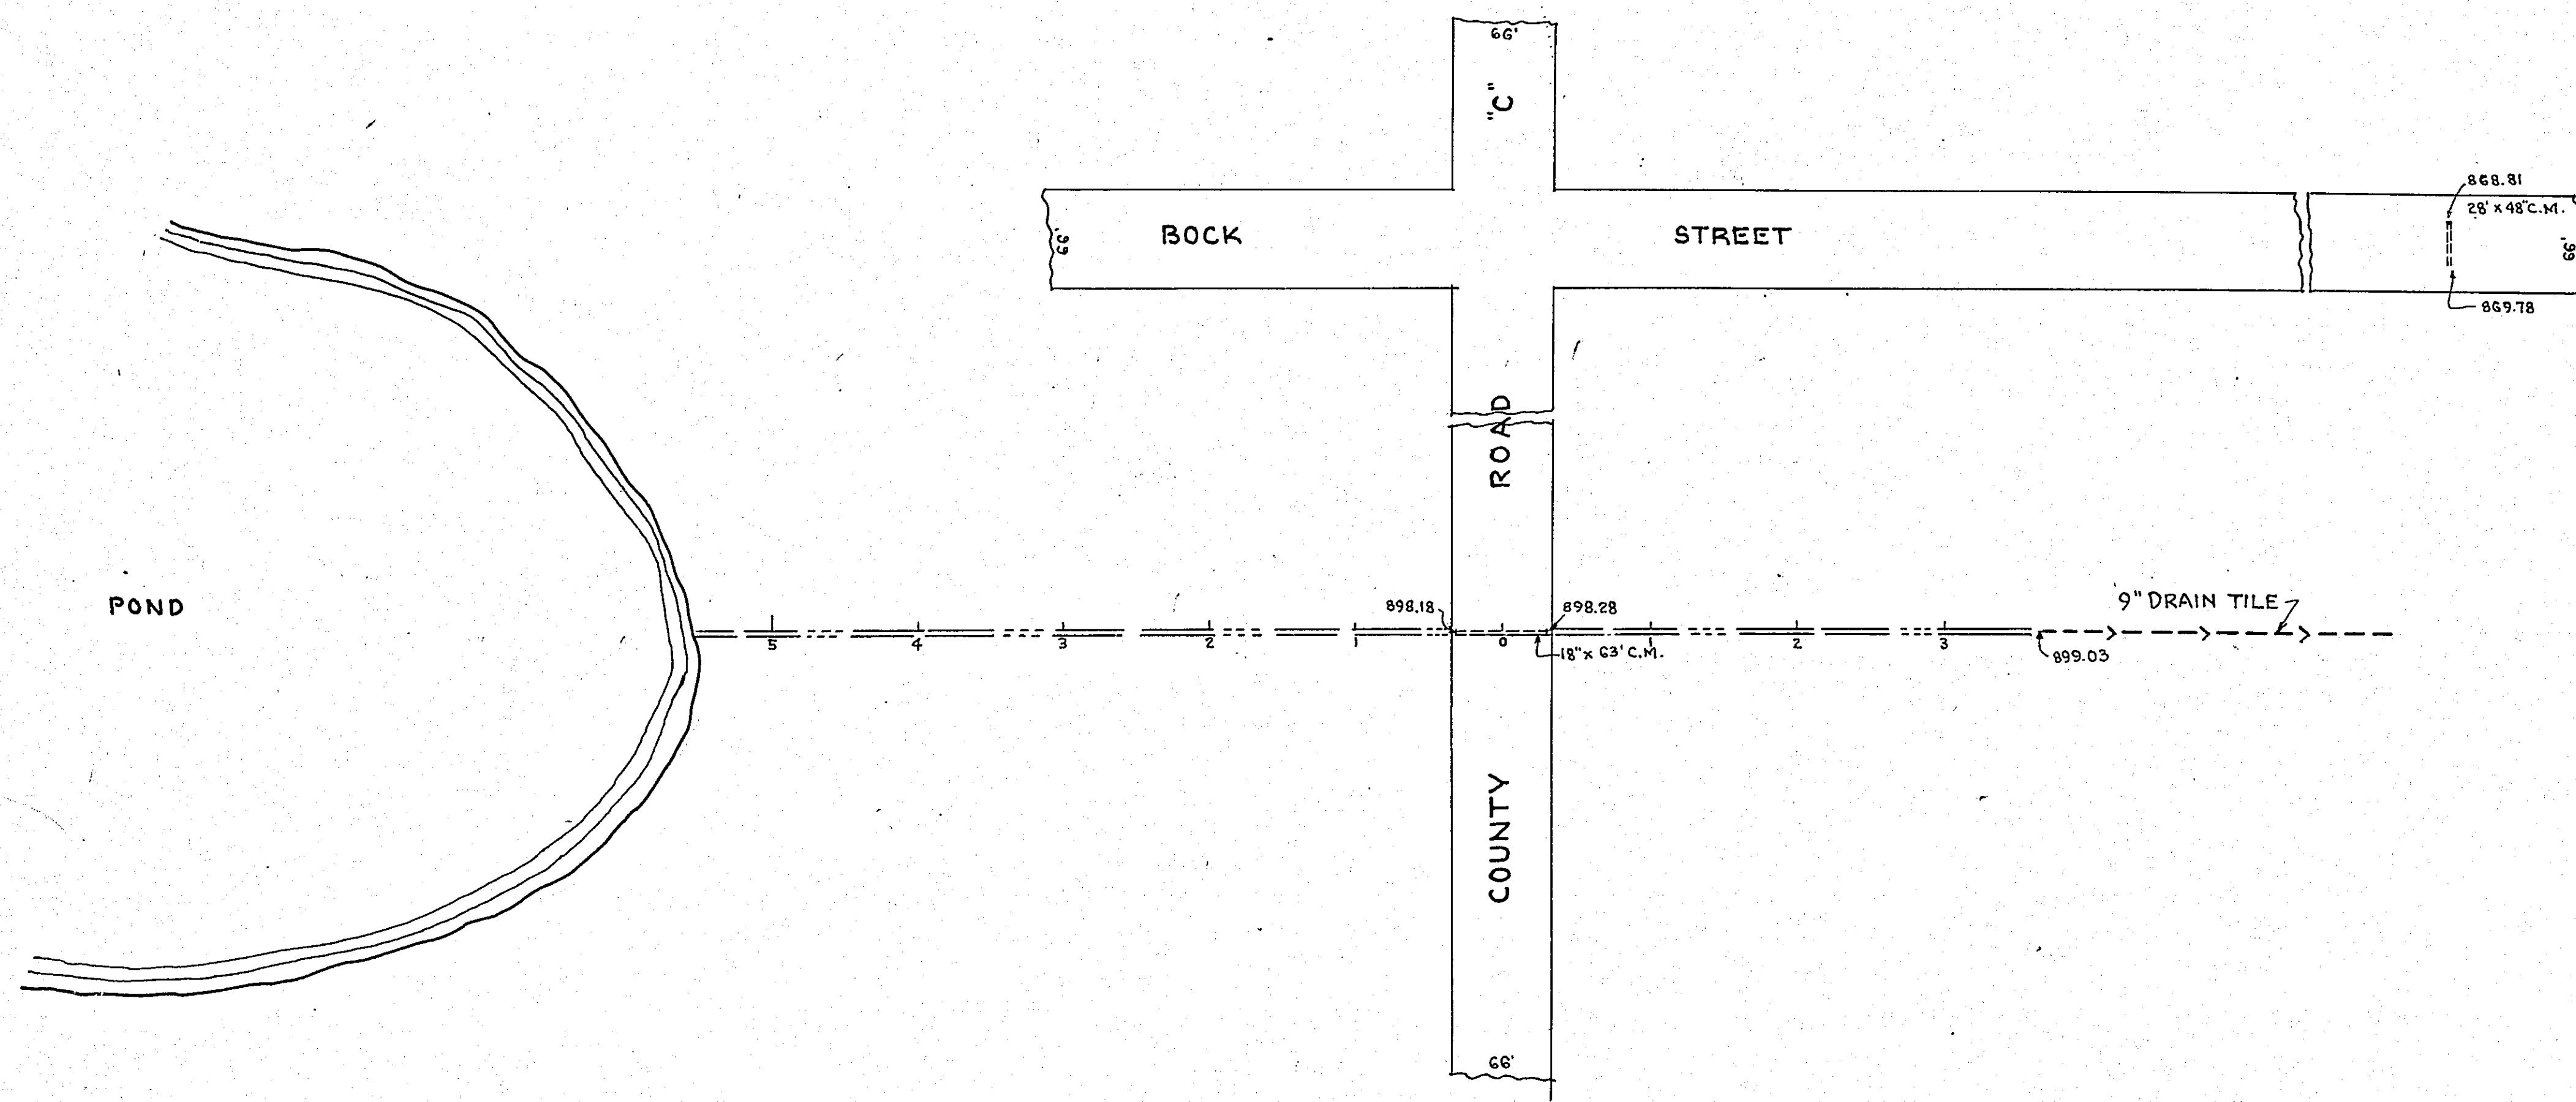 66'
"C"
868.81
28' x 48" C.M.
66'
BOCK STREET
66'
869.78
ROAD
POND
9" DRAIN TILE
898.18
898.28
5 4 3 2 1 0 1 2 3
18" x 63' C.M.
899.03
COUNTY
66'